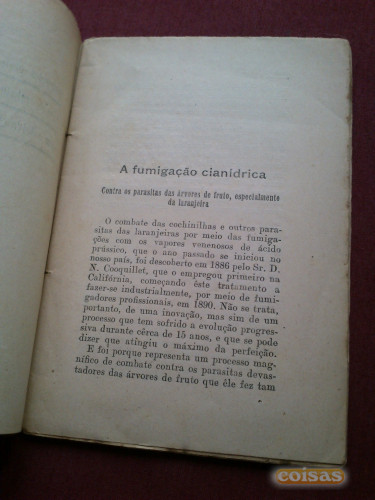 A fumigação cianídrica
Contra os parasitas das árvores de fruto, especialmente
da laranjeira
O combate das cochinilhas e outros para-
sitas das laranjeiras por meio das fumiga-
ções com os vapores venenosos de ácido
prússico, que o ano passado se iniciou no
nosso país, foi descoberto em 1886 pelo Sr. D.
N. Cooquillet, que o empregou primeiro na
Califórnia, começando êste tratamento a
fazer-se industrialmente, por meio de fumi-
gadores profissionais, em 1890. Não se trata,
portanto, de uma inovação, mas sim de um
processo que tem sofrido a evolução progres-
siva durante cêrca de 15 anos, e que se pode
dizer que atingiu o máximo da perfeição.
E foi porque representa um processo mag-
nífico de combate contra os parasitas devas-
tadores das árvores de fruto que êle fez tam
coisas